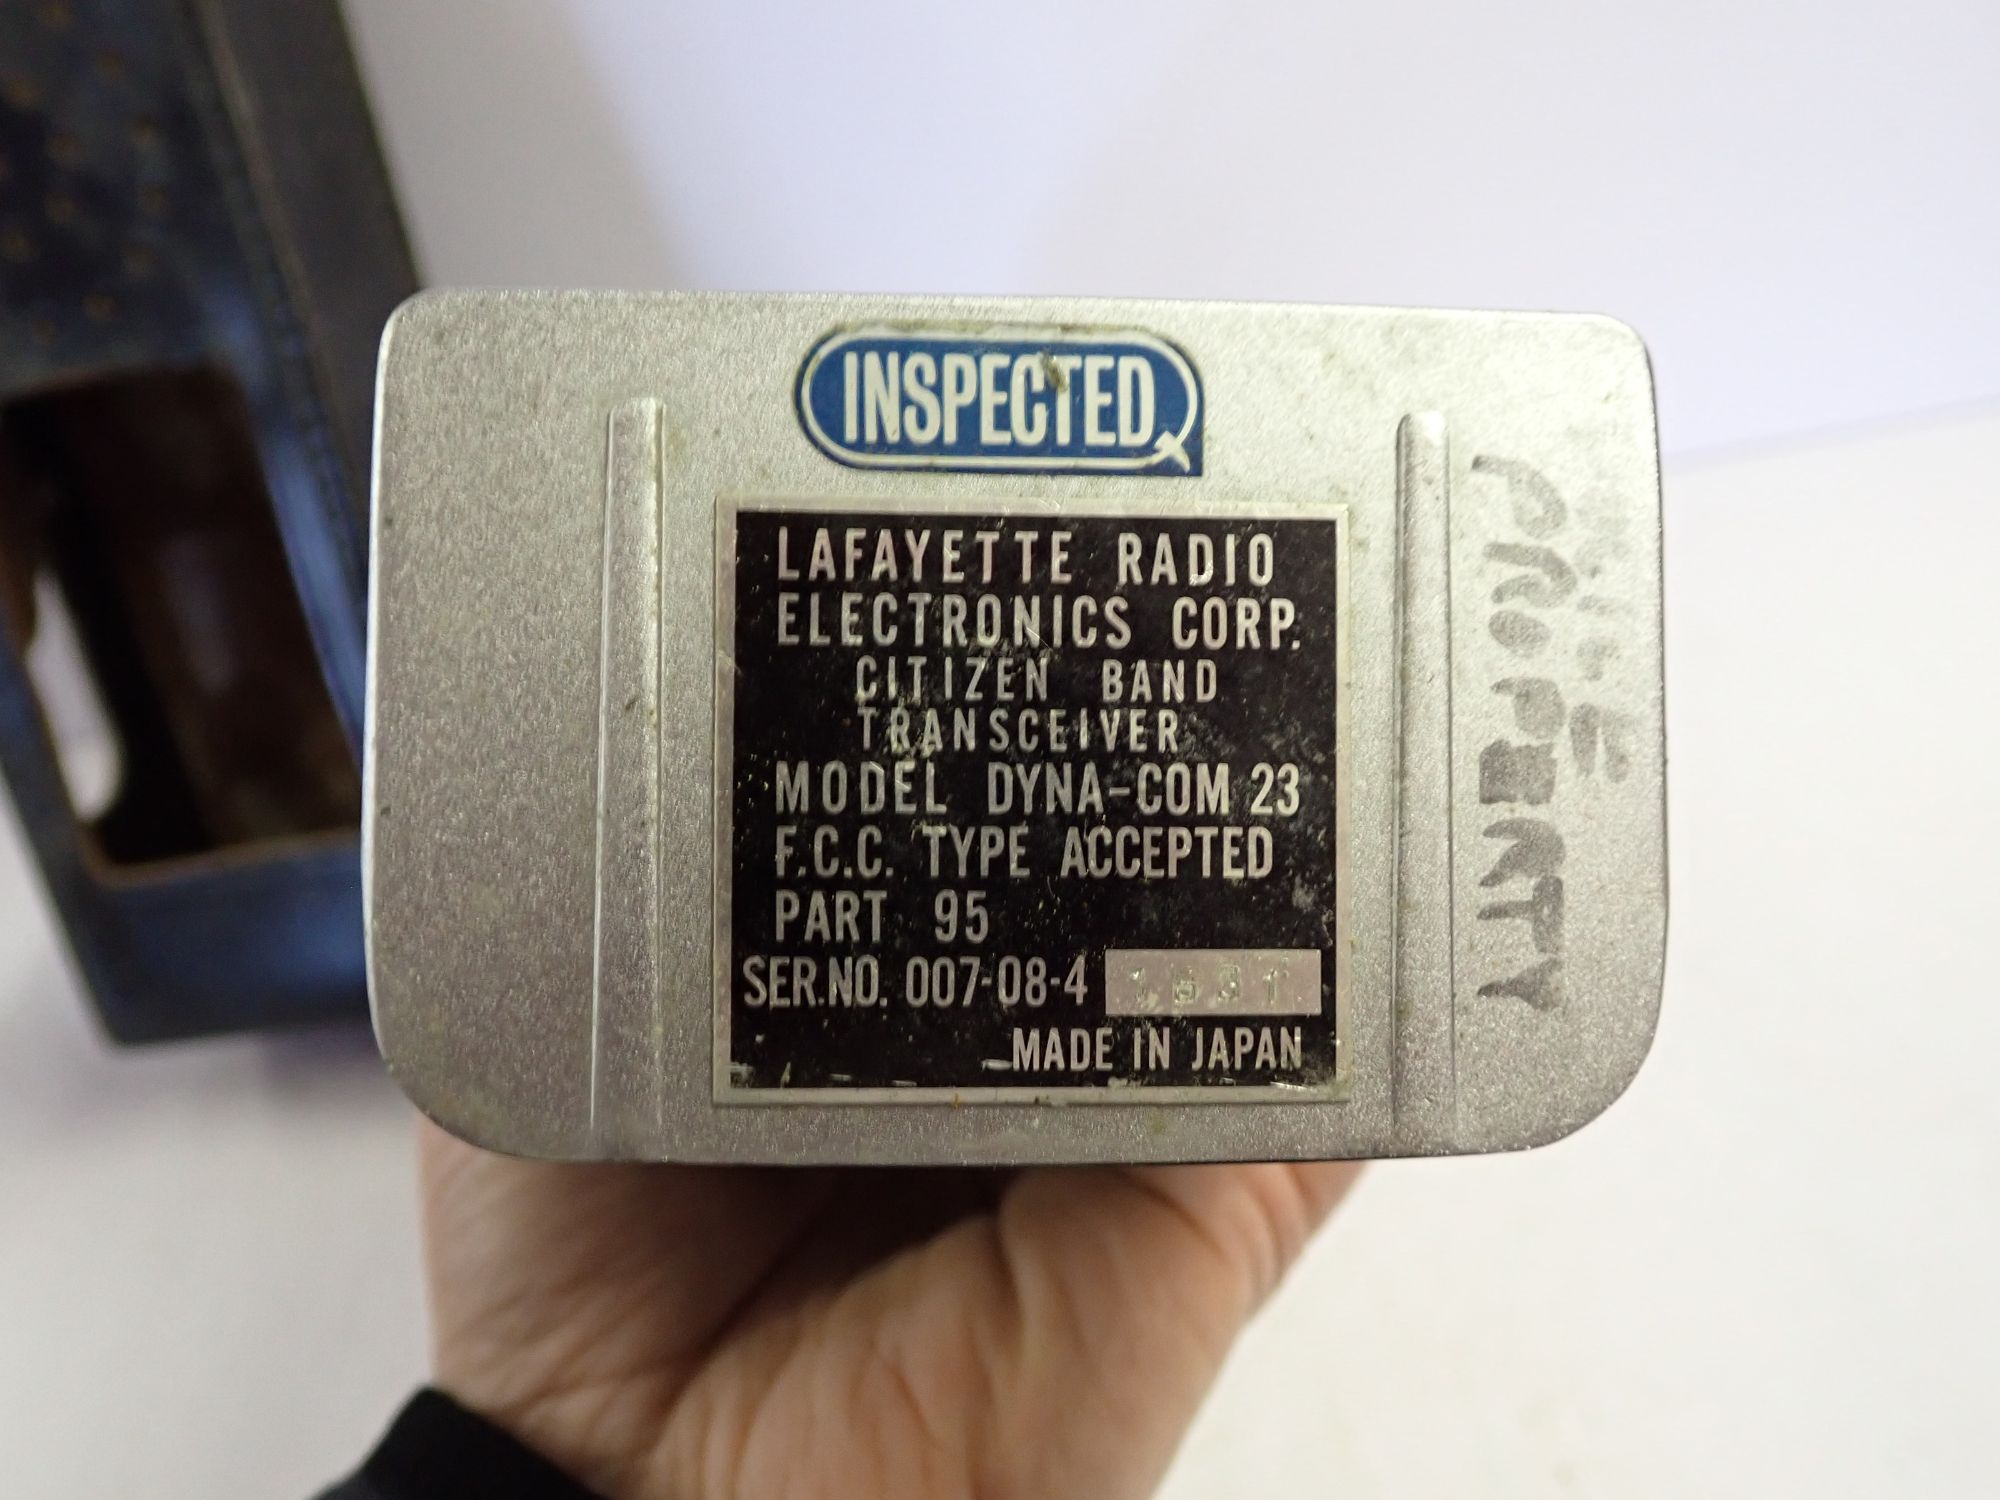 INSPECTED
LAFAYETTE RADIO
ELECTRONICS CORP.
CITIZEN BAND
TRANSCEIVER
MODEL DYNA-COM 23
F.C.C. TYPE ACCEPTED
PART 95
SER.NO. 007-08-4 1631
MADE IN JAPAN
PROPERTY